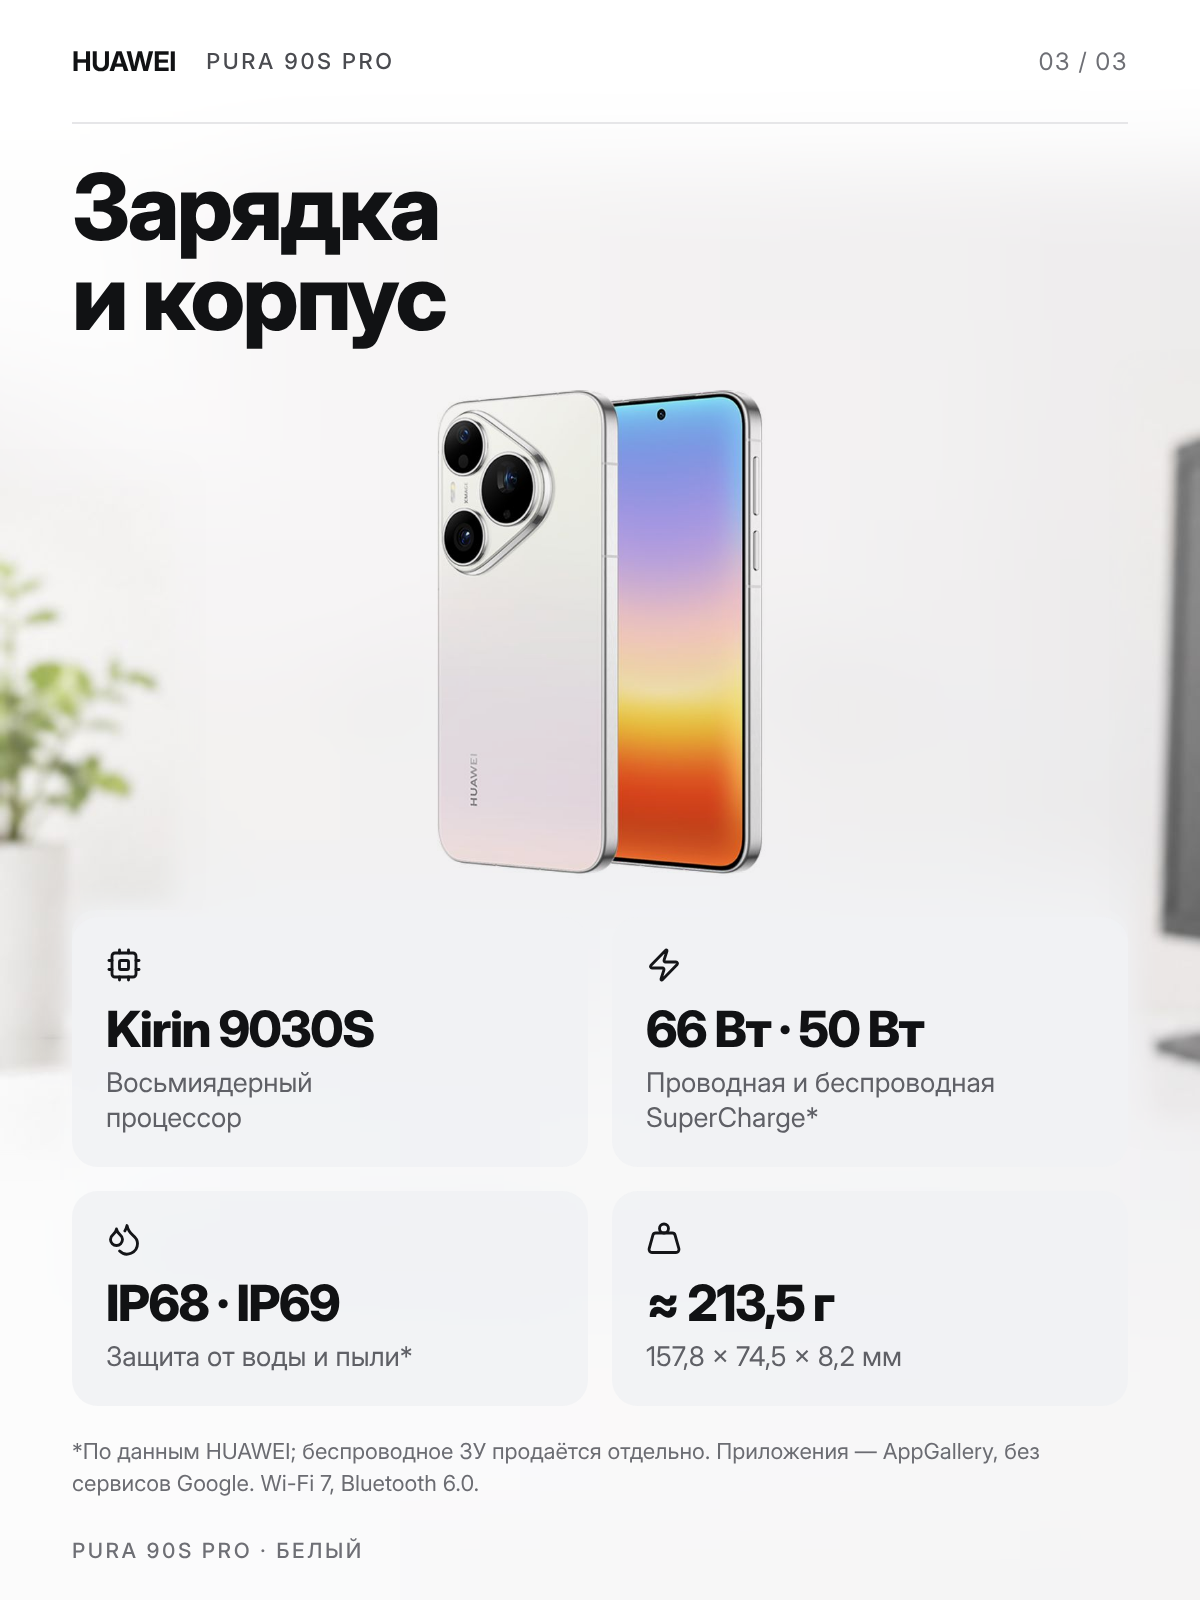 HUAWEI PURA 90S PRO 03 / 03
Зарядка
и корпус
XMAGE
HUAWEI
Kirin 9030S
Восьмиядерный
процессор
66 Вт · 50 Вт
Проводная и беспроводная
SuperCharge*
IP68 · IP69
Защита от воды и пыли*
≈ 213,5 г
157,8 × 74,5 × 8,2 мм
*По данным HUAWEI; беспроводное ЗУ продаётся отдельно. Приложения — AppGallery, без
сервисов Google. Wi-Fi 7, Bluetooth 6.0.
PURA 90S PRO · БЕЛЫЙ